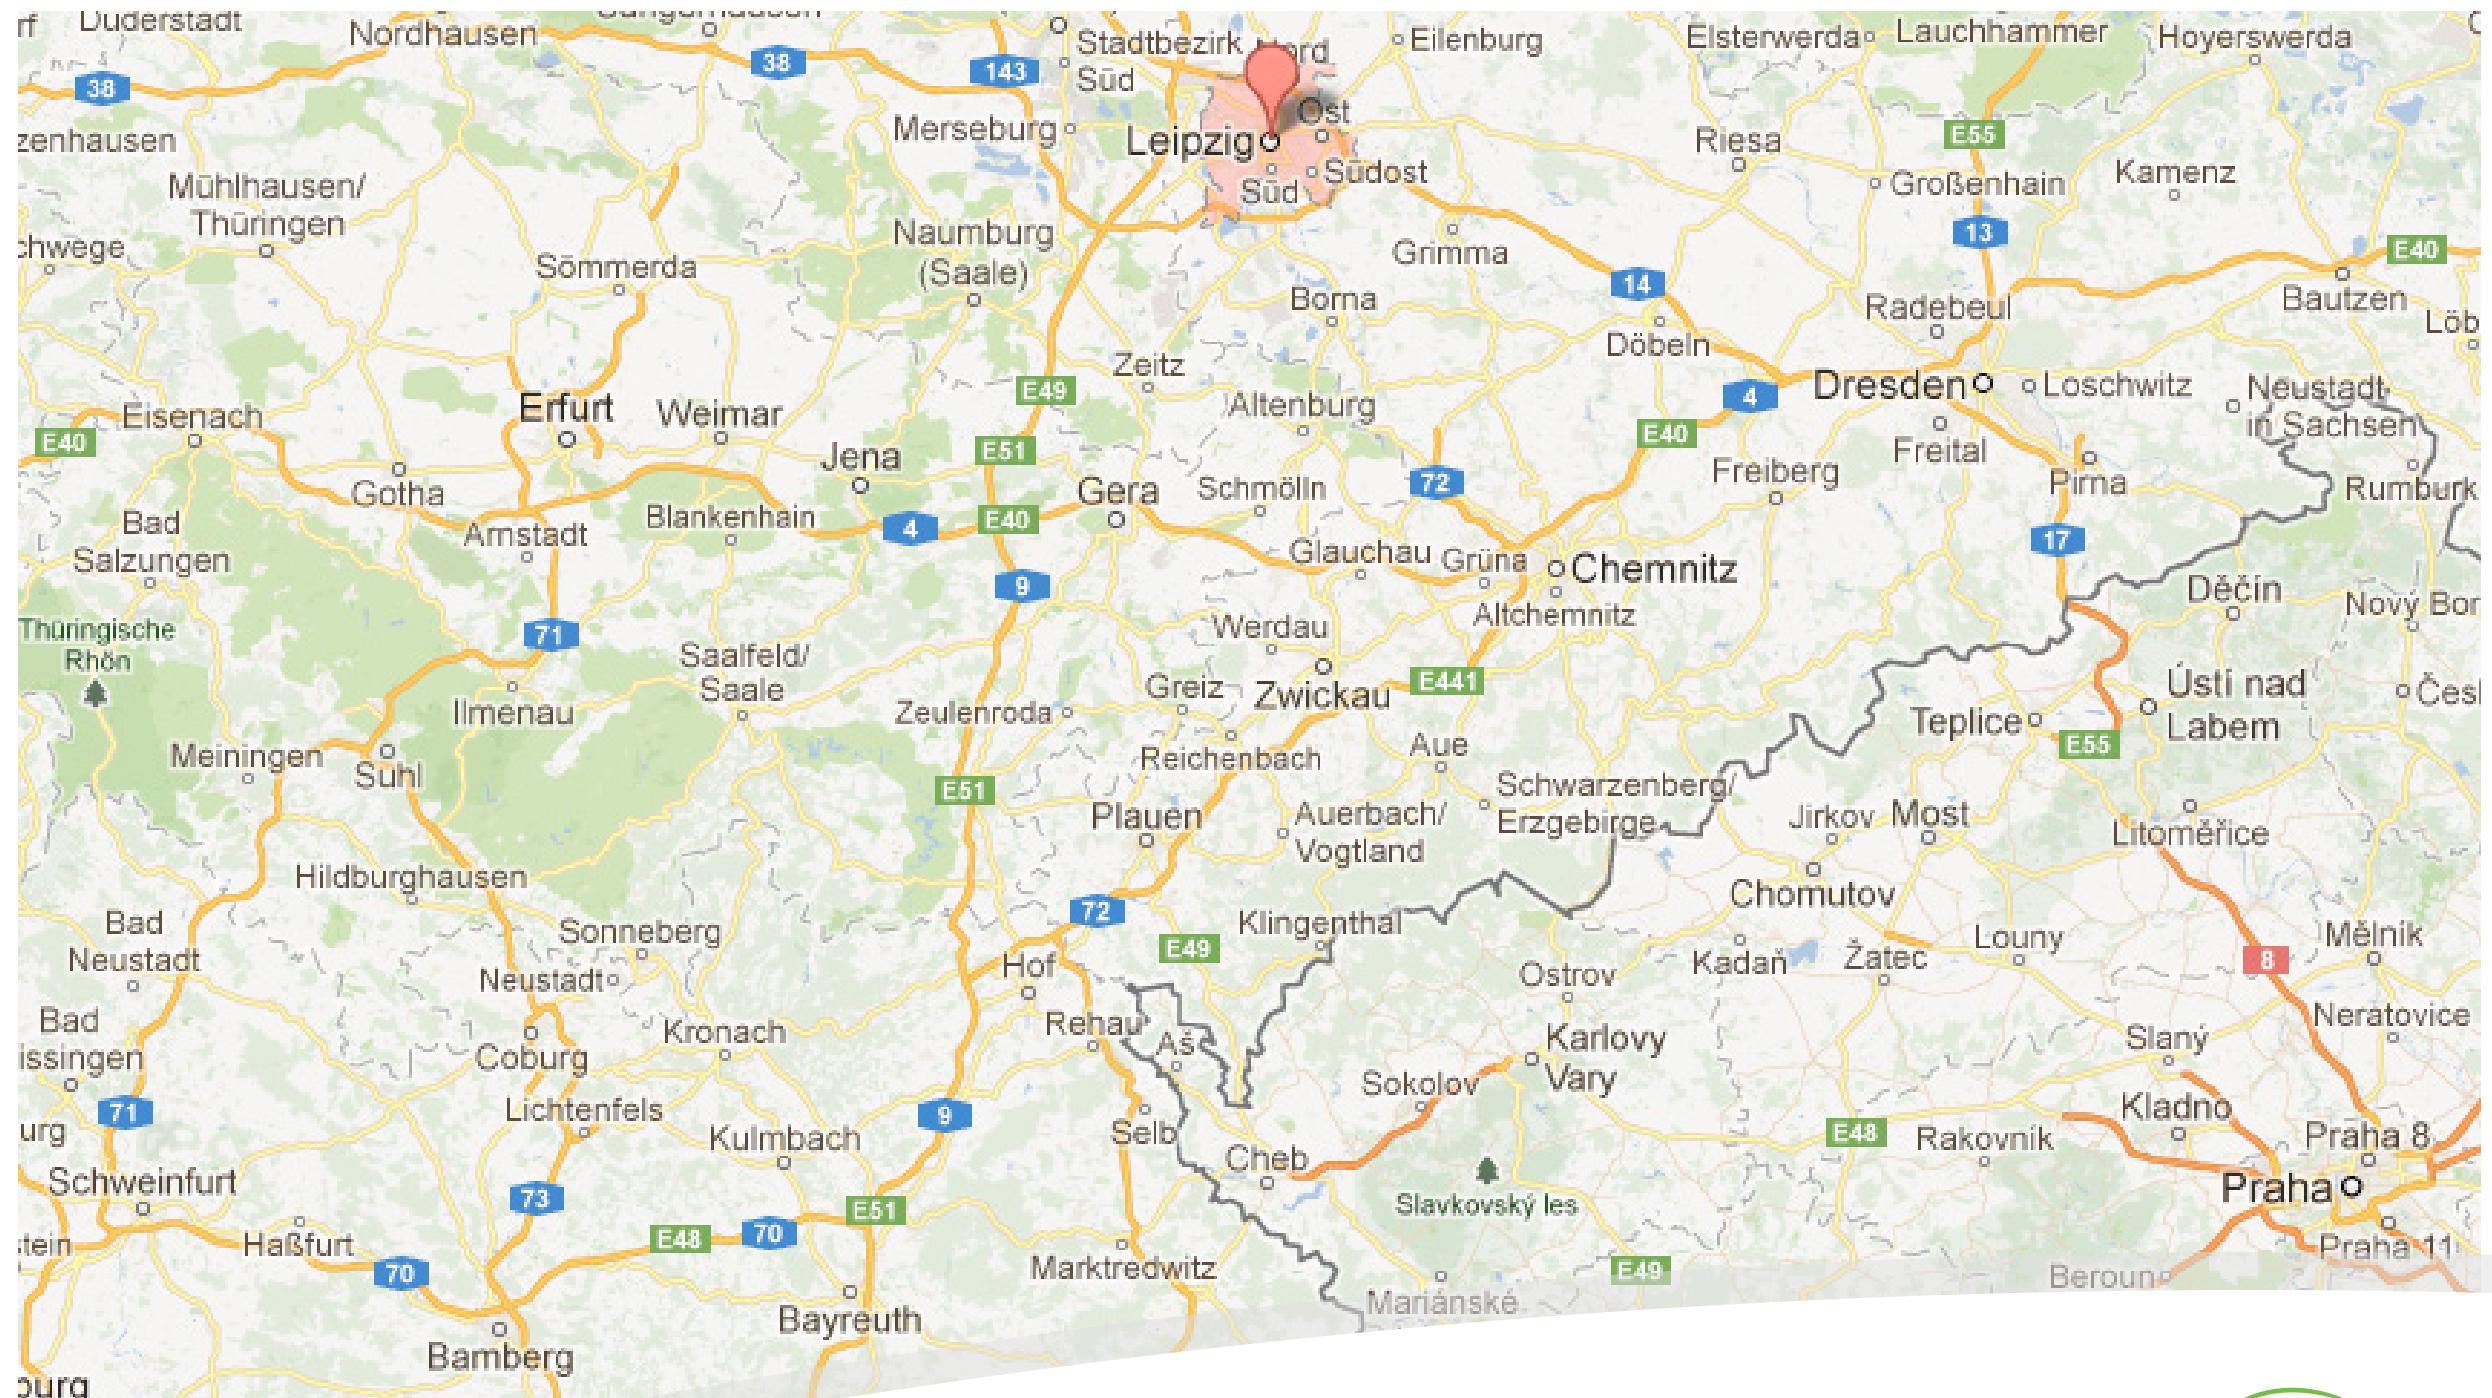 Duderstadt
Nordhausen
38
38
143
Stadtbezirk
Süd
Eilenburg
Elsterwerda
Lauchhammer
Hoyerswerda
zenhausen
Merseburg
Leipzig
Ost
Süd
Südost
Riesa
E55
Großenhain
Kamenz
Mühlhausen/
Thüringen
chwege
Sömmerda
Naumburg
(Saale)
Grimma
13
E40
14
Borna
Radebeul
Bautzen
Löb
Döbeln
Zeitz
E49
Altenburg
4
Dresden
Loschwitz
Neustadt
in Sachsen
Eisenach
E40
Erfurt
Weimar
E51
E40
Freital
Jena
Gotha
Gera
Schmölln
72
Freiberg
Pirna
Rumburk
Bad
Salzungen
Arnstadt
Blankenhain
4
E40
17
Glauchau
Grüna
Chemnitz
9
Altchemnitz
Děčín
Nový Bor
Thüringische
Rhön
71
Werdau
Saalfeld/
Saale
Greiz
Zwickau
E441
Ústí nad
Labem
Čes
Ilmenau
Zeulenroda
Teplice
E55
Meiningen
Suhl
Reichenbach
Aue
E51
Schwarzenberg/
Erzgebirge
Plauen
Auerbach/
Vogtland
Jirkov
Most
Litoměřice
Hildburghausen
Chomutov
72
Klingenthal
Bad
Neustadt
Sonneberg
E49
Mělník
Louny
Kadaň
Žatec
8
Hof
Neustadt
Ostrov
Bad
issingen
Kronach
Rehau
Aš
Karlovy
Vary
Slaný
Neratovice
Coburg
Sokolov
71
Lichtenfels
9
Kladno
urg
Kulmbach
Selb
E48
Rakovník
Praha 8
Cheb
Schweinfurt
73
Slavkovský les
Praha
E51
E48
70
tein
Haßfurt
70
Marktredwitz
E49
Praha 11
Beroun
Mariánské
Bayreuth
Bamberg